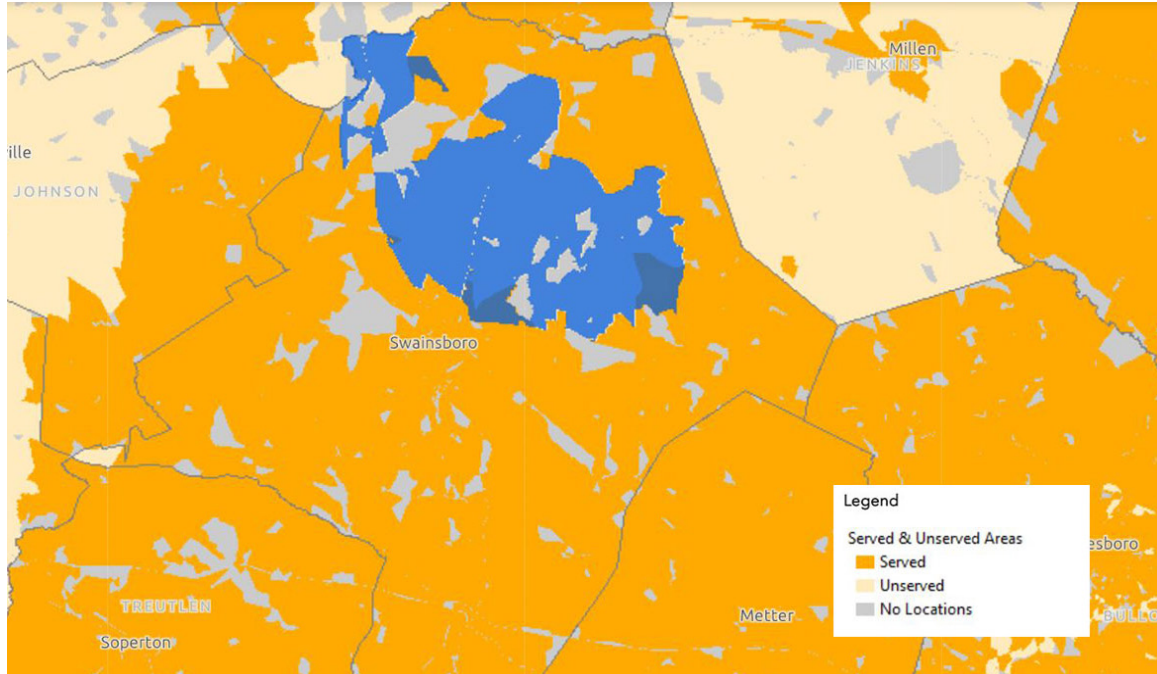 Millen
JENKINS
ville
JOHNSON
Swainsboro
Legend
Served & Unserved Areas
Served
Unserved
No Locations
esboro
TREUTLEN
Metter
BULLO
Soperton